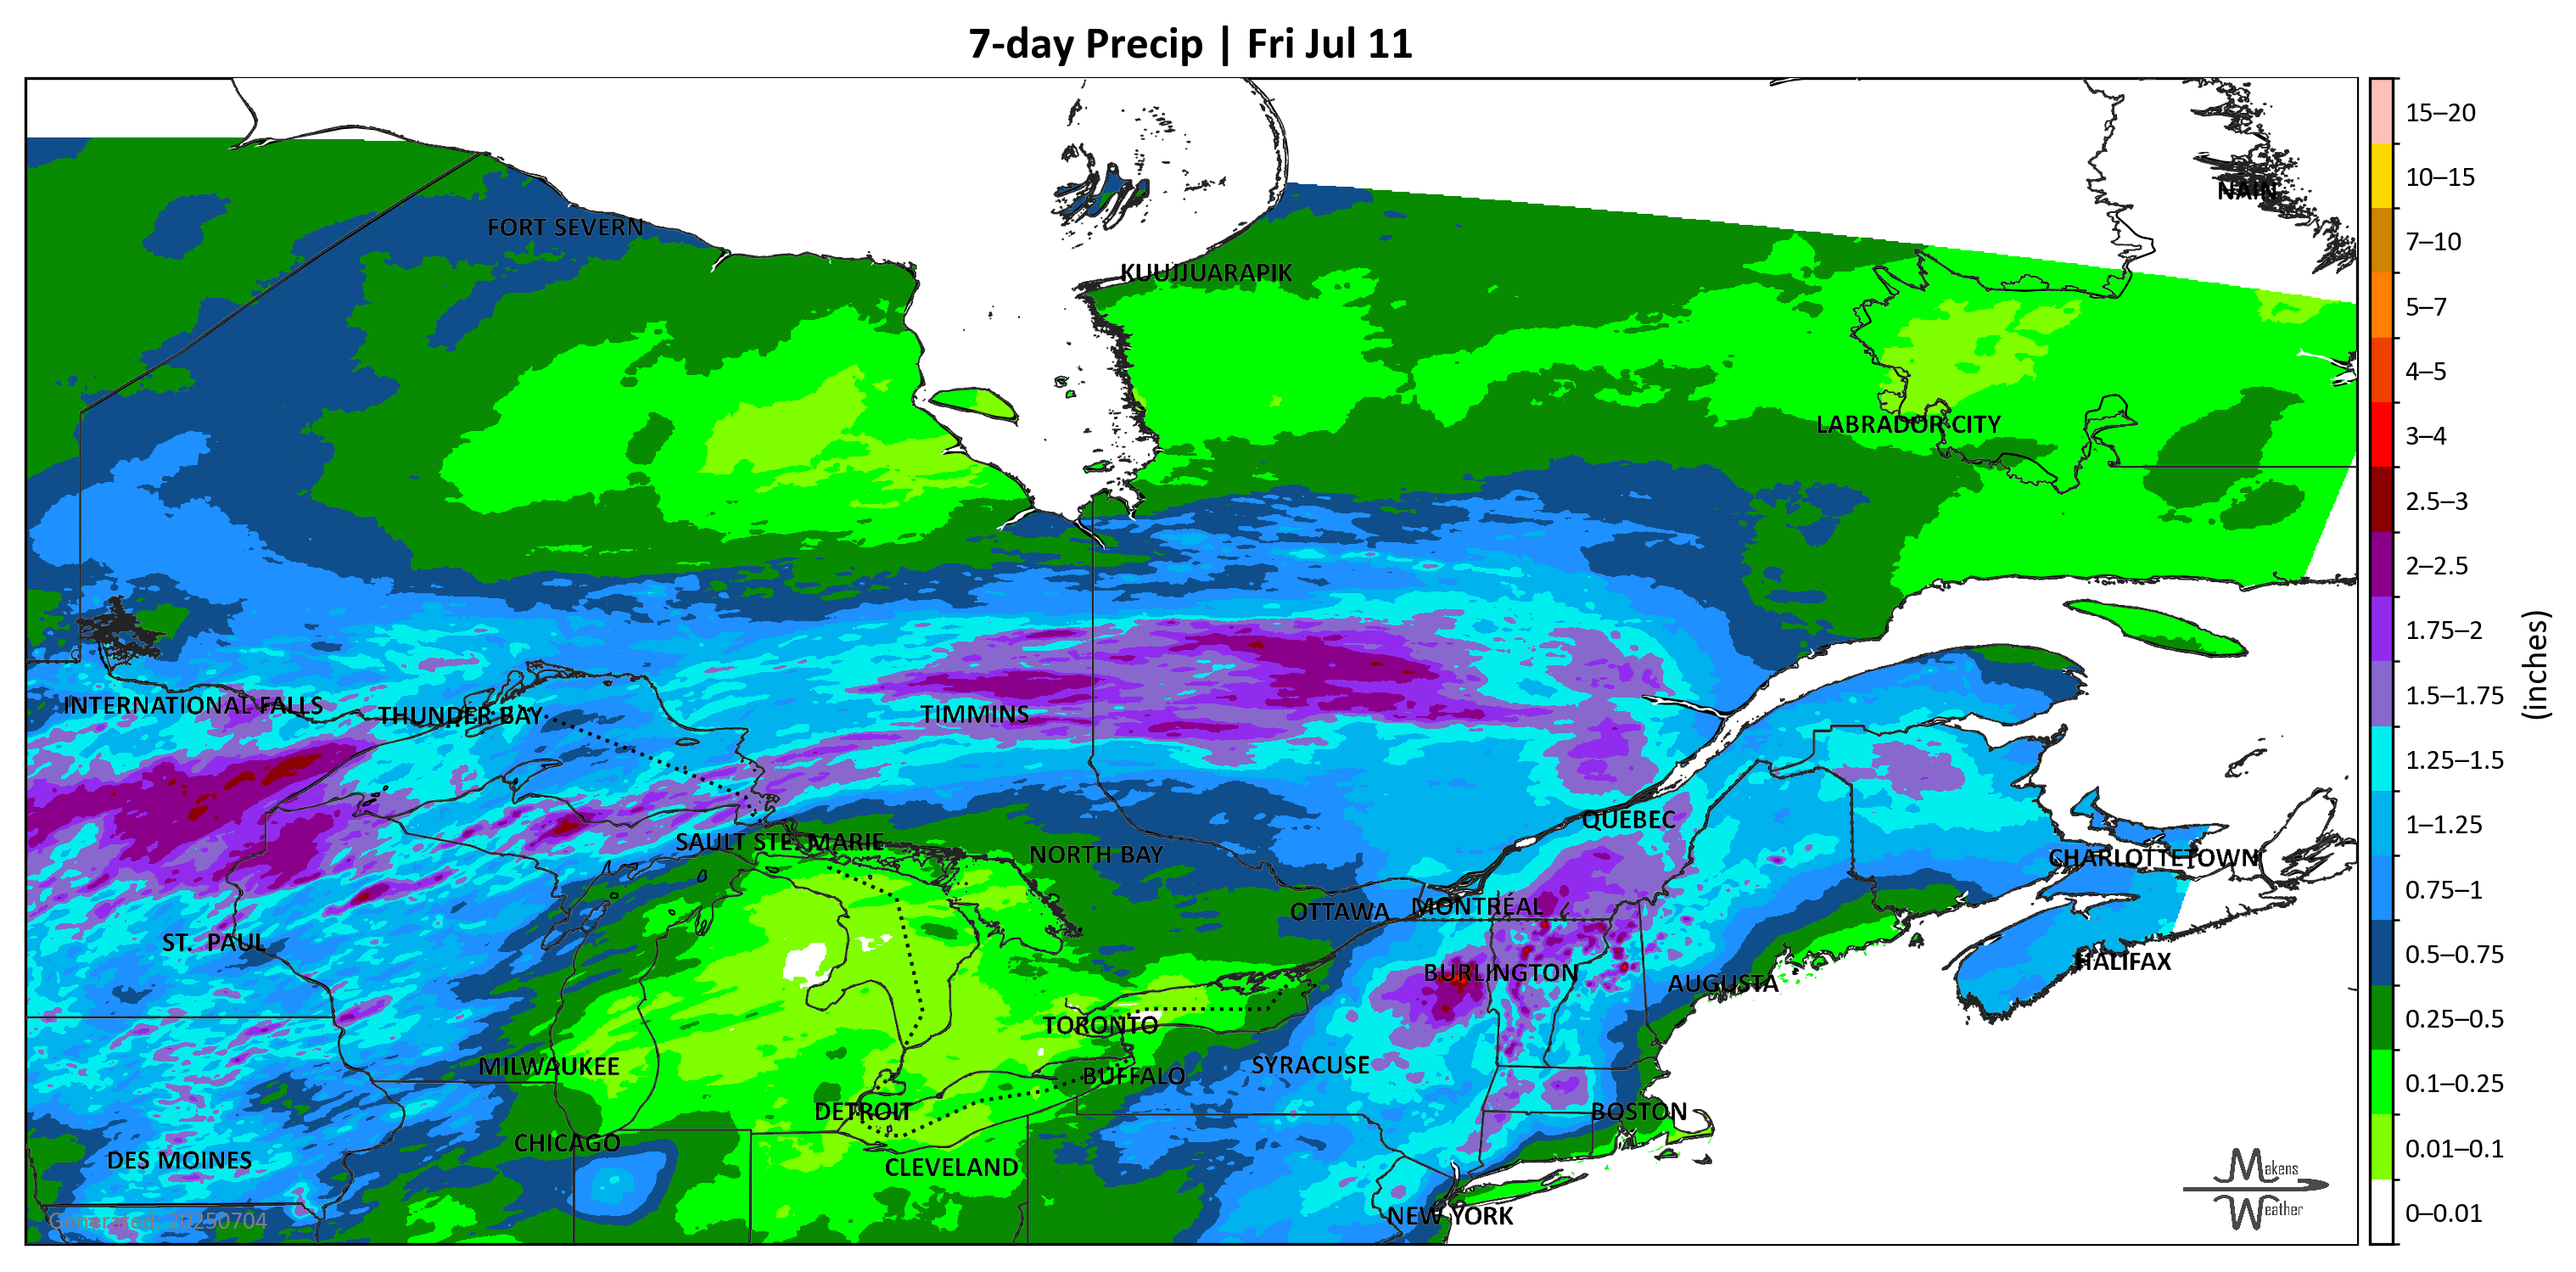 7-day Precip | Fri Jul 11
NAIN
FORT SEVERN
KUUJJUARAPIK
LABRADOR CITY
INTERNATIONAL FALLS
THUNDER BAY
TIMMINS
QUÉBEC
SAULT STE. MARIE
NORTH BAY
CHARLOTTETOWN
OTTAWA
MONTRÉAL
ST. PAUL
HALIFAX
BURLINGTON
AUGUSTA
TORONTO
MILWAUKEE
SYRACUSE
BUFFALO
DETROIT
BOSTON
CHICAGO
DES MOINES
CLEVELAND
NEW YORK
Generated: 20250704
Makens
Weather
15–20
10–15
7–10
5–7
4–5
3–4
2.5–3
2–2.5
1.75–2
1.5–1.75
1.25–1.5
1–1.25
0.75–1
0.5–0.75
0.25–0.5
0.1–0.25
0.01–0.1
0–0.01
(inches)